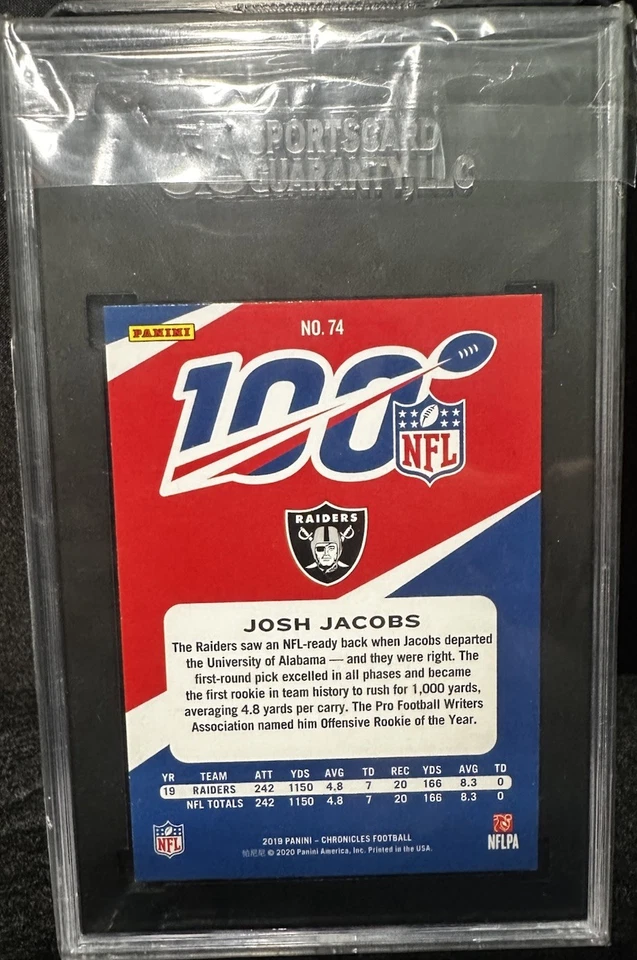 SPORTSCARD
GUARANTY, LLC
PANINI
NO. 74
100
NFL
RAIDERS
JOSH JACOBS
The Raiders saw an NFL-ready back when Jacobs departed
the University of Alabama — and they were right. The
first-round pick excelled in all phases and became
the first rookie in team history to rush for 1,000 yards,
averaging 4.8 yards per carry. The Pro Football Writers
Association named him Offensive Rookie of the Year.
YR TEAM ATT YDS AVG TD REC YDS AVG TD
19 RAIDERS 242 1150 4.8 7 20 166 8.3 0
NFL TOTALS 242 1150 4.8 7 20 166 8.3 0
NFL
2019 PANINI – CHRONICLES FOOTBALL
帕尼尼 © 2020 Panini America, Inc. Printed in the USA.
NFLPA